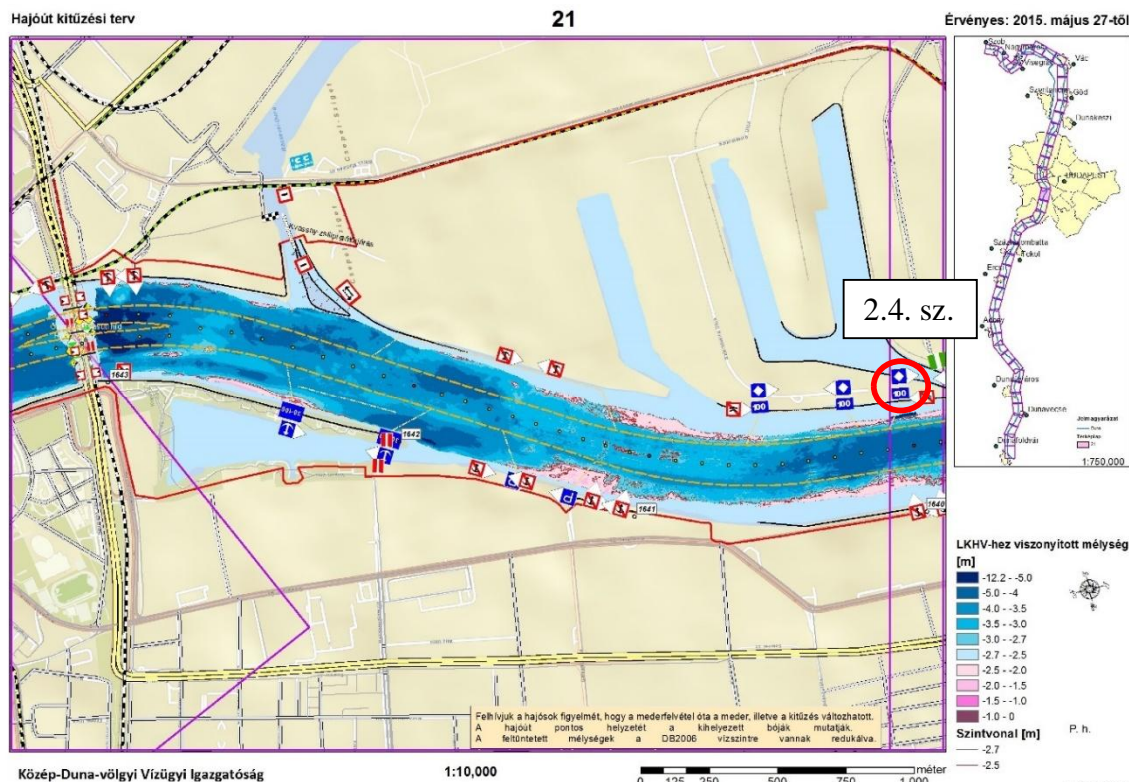 Hajóút kitűzési terv
21
Érvényes: 2015. május 27-től
Szob
Vác
Göd
Dunakeszi
BUDAPEST
Tököl
Adony
Dunavecse
1:750,000
2.4. sz.
100
100
100
1643
1642
1641
1640
LKHV-hez viszonyított mélység
[m]
-12.2 - -5.0
-5.0 - -4
-4.0 - -3.5
-3.5 - -3.0
-3.0 - -2.7
-2.7 - -2.5
-2.5 - -2.0
-2.0 - -1.5
-1.5 - -1.0
-1.0 - 0
Szintvonal [m]
-2.7
-2.5
P. h.
Felhívjuk a hajósok figyelmét, hogy a mederfelvétel óta a meder, illetve a kitűzés változhatott.
A hajóút pontos helyzetét a kihelyezett bóják mutatják.
A feltüntetett mélységek a DB2006 vízszintre vannak redukálva.
Közép-Duna-völgyi Vízügyi Igazgatóság
1:10,000
méter
0 125 250 500 750 1 000